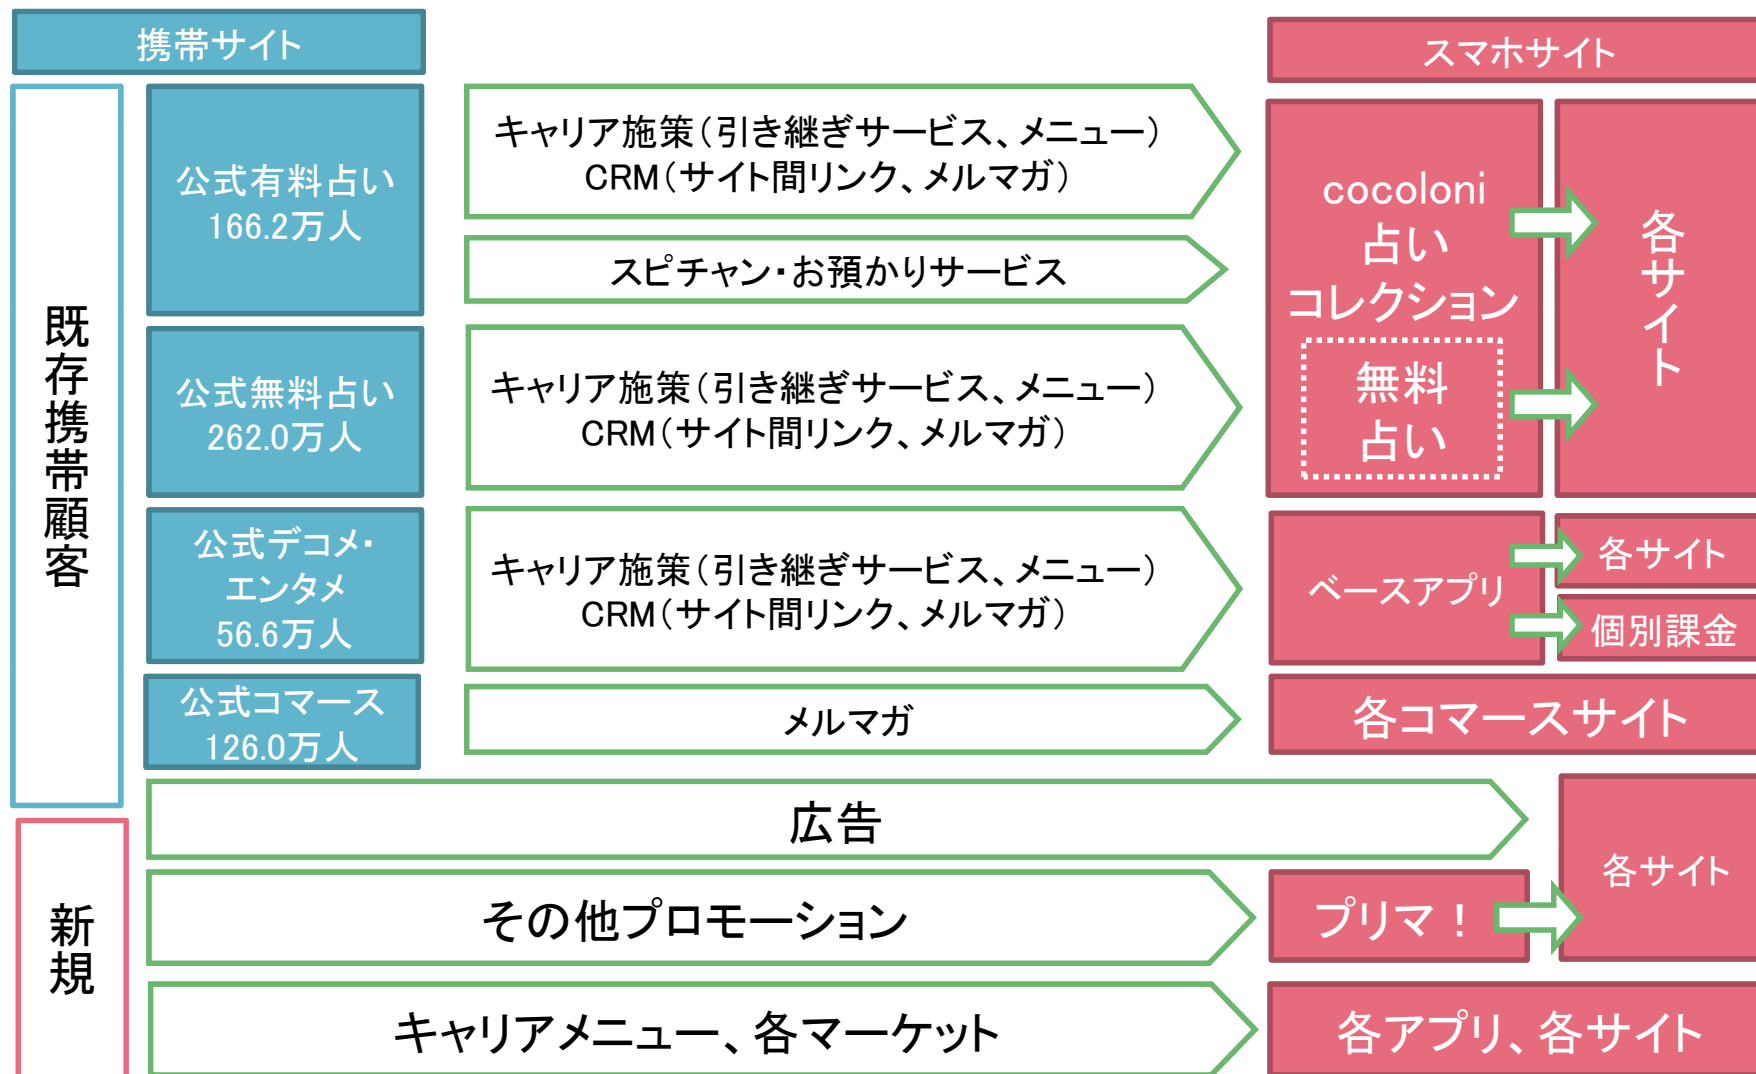 携帯サイト
スマホサイト
既存携帯顧客
公式有料占い
166.2万人
キャリア施策（引き継ぎサービス、メニュー）
CRM（サイト間リンク、メルマガ）
スピチャン・お預かりサービス
cocoloni
占い
コレクション
無料
占い
各サイト
公式無料占い
262.0万人
キャリア施策（引き継ぎサービス、メニュー）
CRM（サイト間リンク、メルマガ）
公式デコメ・
エンタメ
56.6万人
キャリア施策（引き継ぎサービス、メニュー）
CRM（サイト間リンク、メルマガ）
ベースアプリ
各サイト
個別課金
公式コマース
126.0万人
メルマガ
各コマースサイト
新規
広告
各サイト
その他プロモーション
プリマ！
キャリアメニュー、各マーケット
各アプリ、各サイト